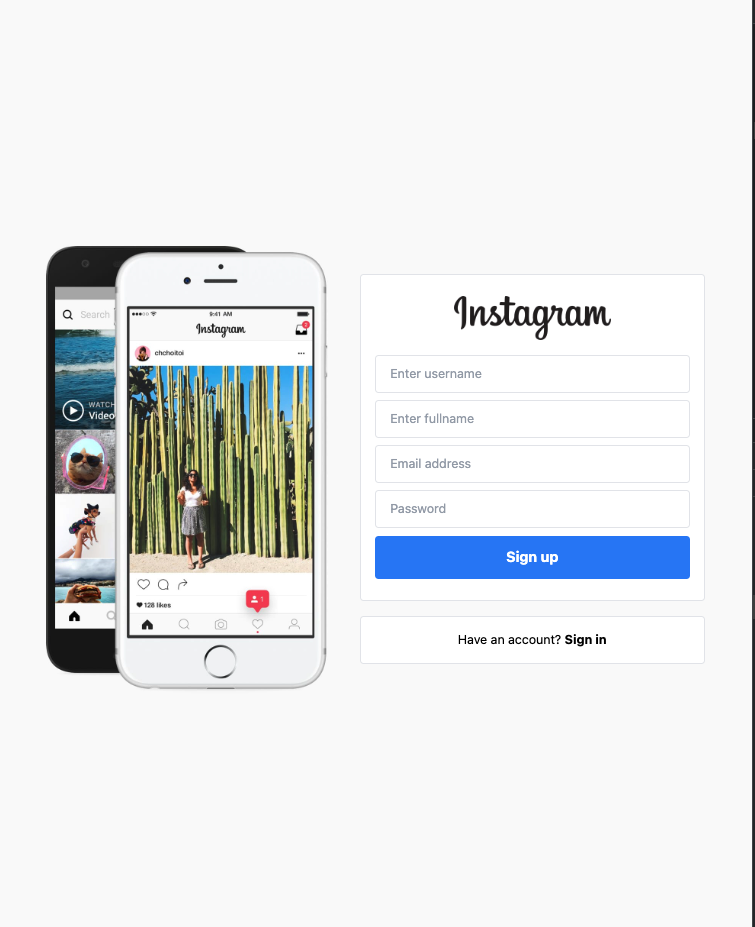 Search
WATCH
Video
9:41 AM
Instagram
chchoitoi
128 likes
1
Instagram
Enter username
Enter fullname
Email address
Password
Sign up
Have an account? Sign in